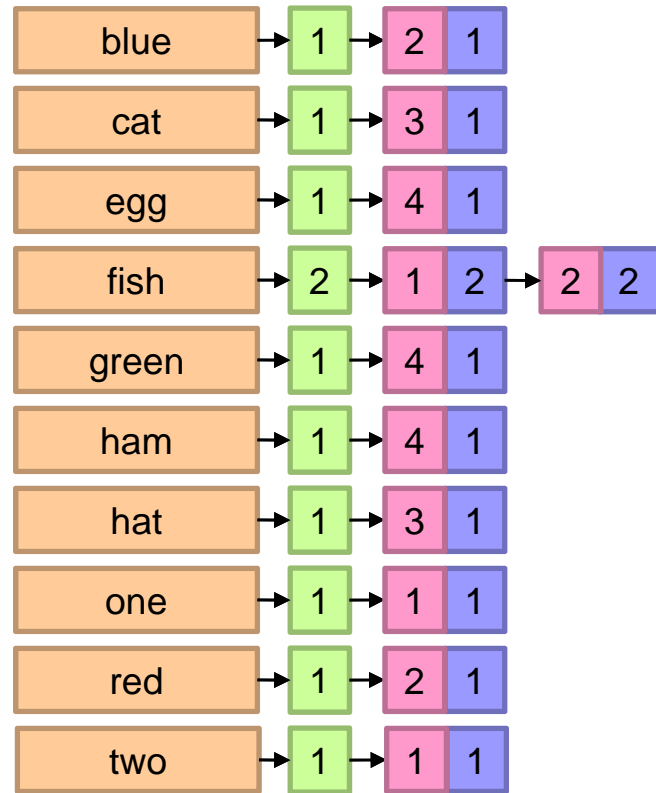 blue 1 2 1
cat 1 3 1
egg 1 4 1
fish 2 1 2 2 2
green 1 4 1
ham 1 4 1
hat 1 3 1
one 1 1 1
red 1 2 1
two 1 1 1